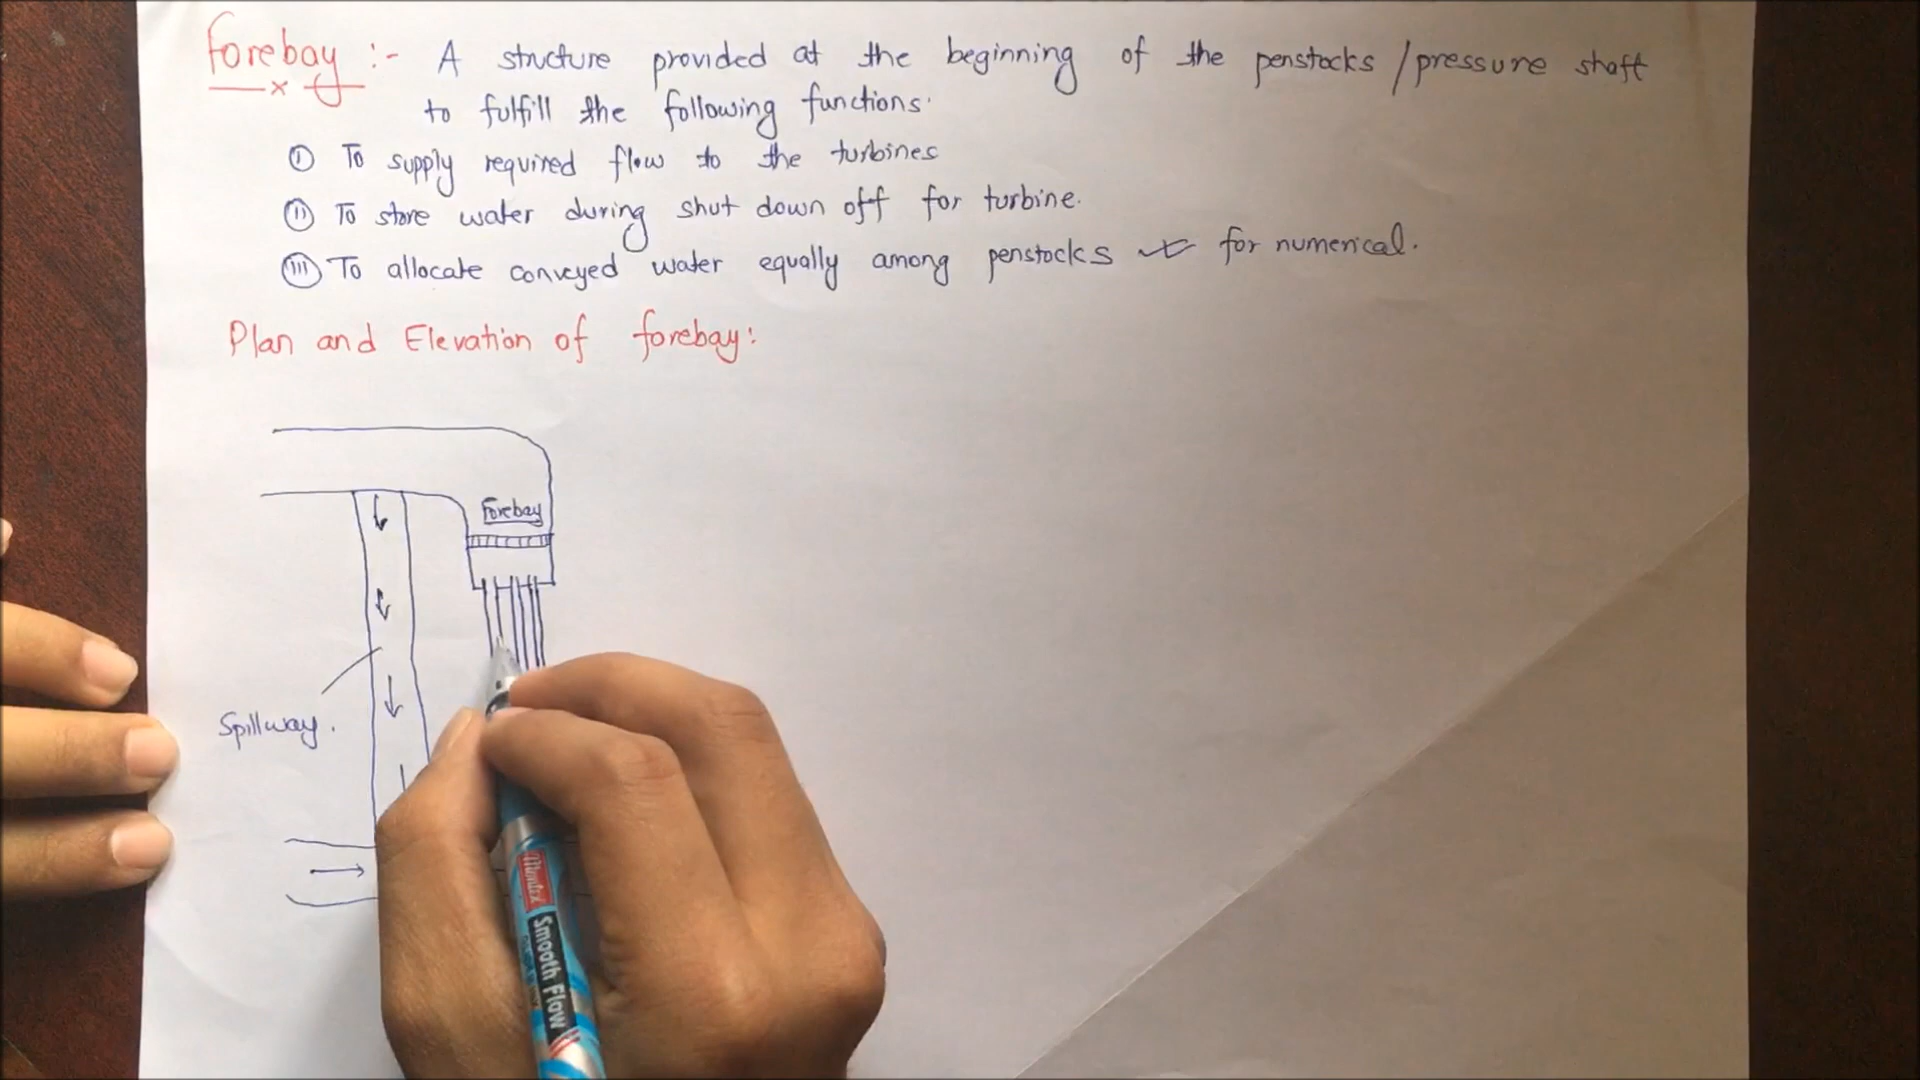 Forebay :- A structure provided at the beginning of the penstocks / pressure shaft
to fulfill the following functions.
(i) To supply required flow to the turbines
(ii) To store water during shut down off for turbine.
(iii) To allocate conveyed water equally among penstocks for numerical.
Plan and Elevation of forebay:
Forebay
Spillway.
Montex Smooth Flow